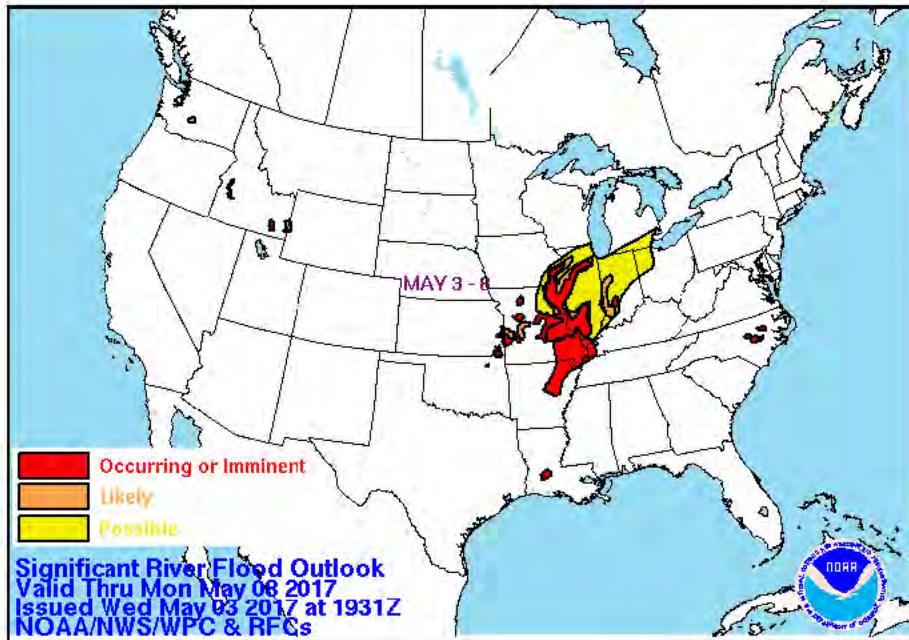 MAY 3 - 8
Occurring or Imminent
Likely
Possible
Significant River Flood Outlook
Valid Thru Mon May 08 2017
Issued Wed May 03 2017 at 1931Z
NOAA/NWS/WPC & RFCs
NOAA